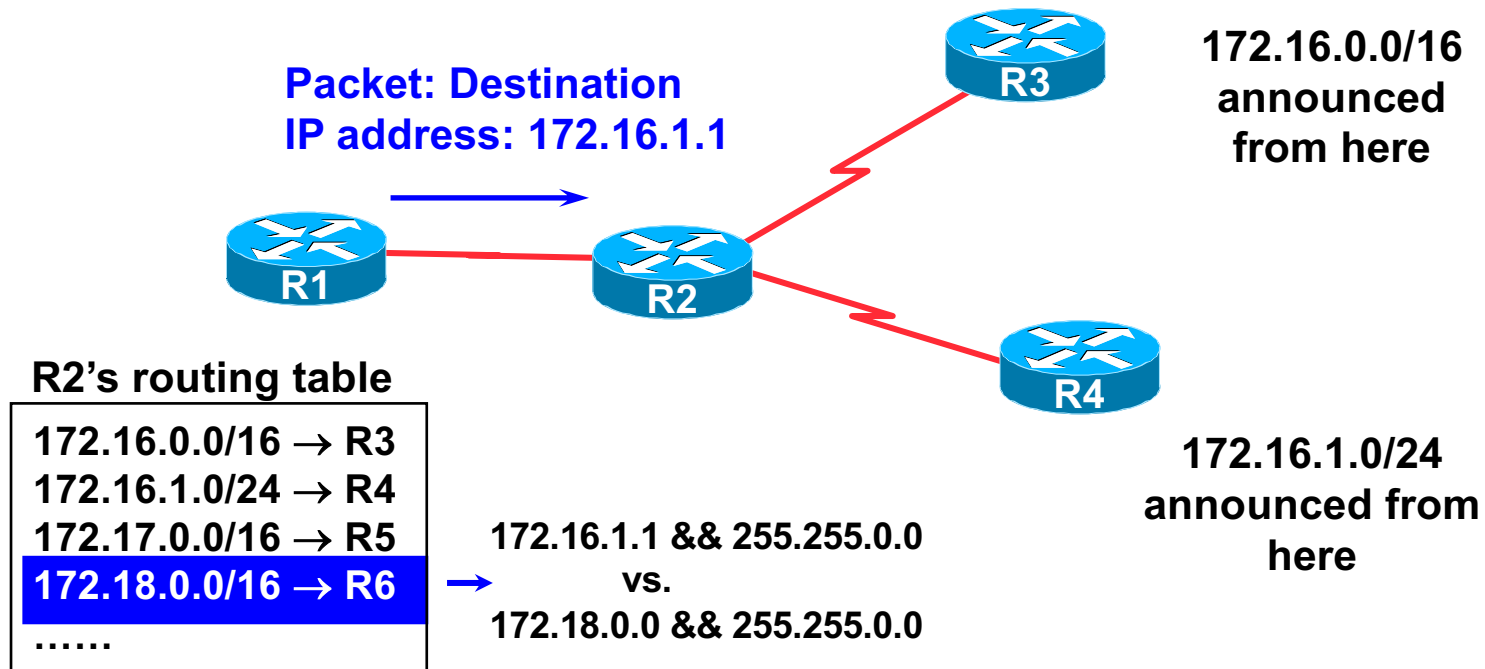 Packet: Destination
IP address: 172.16.1.1
R3
172.16.0.0/16
announced
from here
R1
R2
R4
172.16.1.0/24
announced from
here
R2’s routing table
172.16.0.0/16 → R3
172.16.1.0/24 → R4
172.17.0.0/16 → R5
172.18.0.0/16 → R6
……
172.16.1.1 && 255.255.0.0
vs.
172.18.0.0 && 255.255.0.0